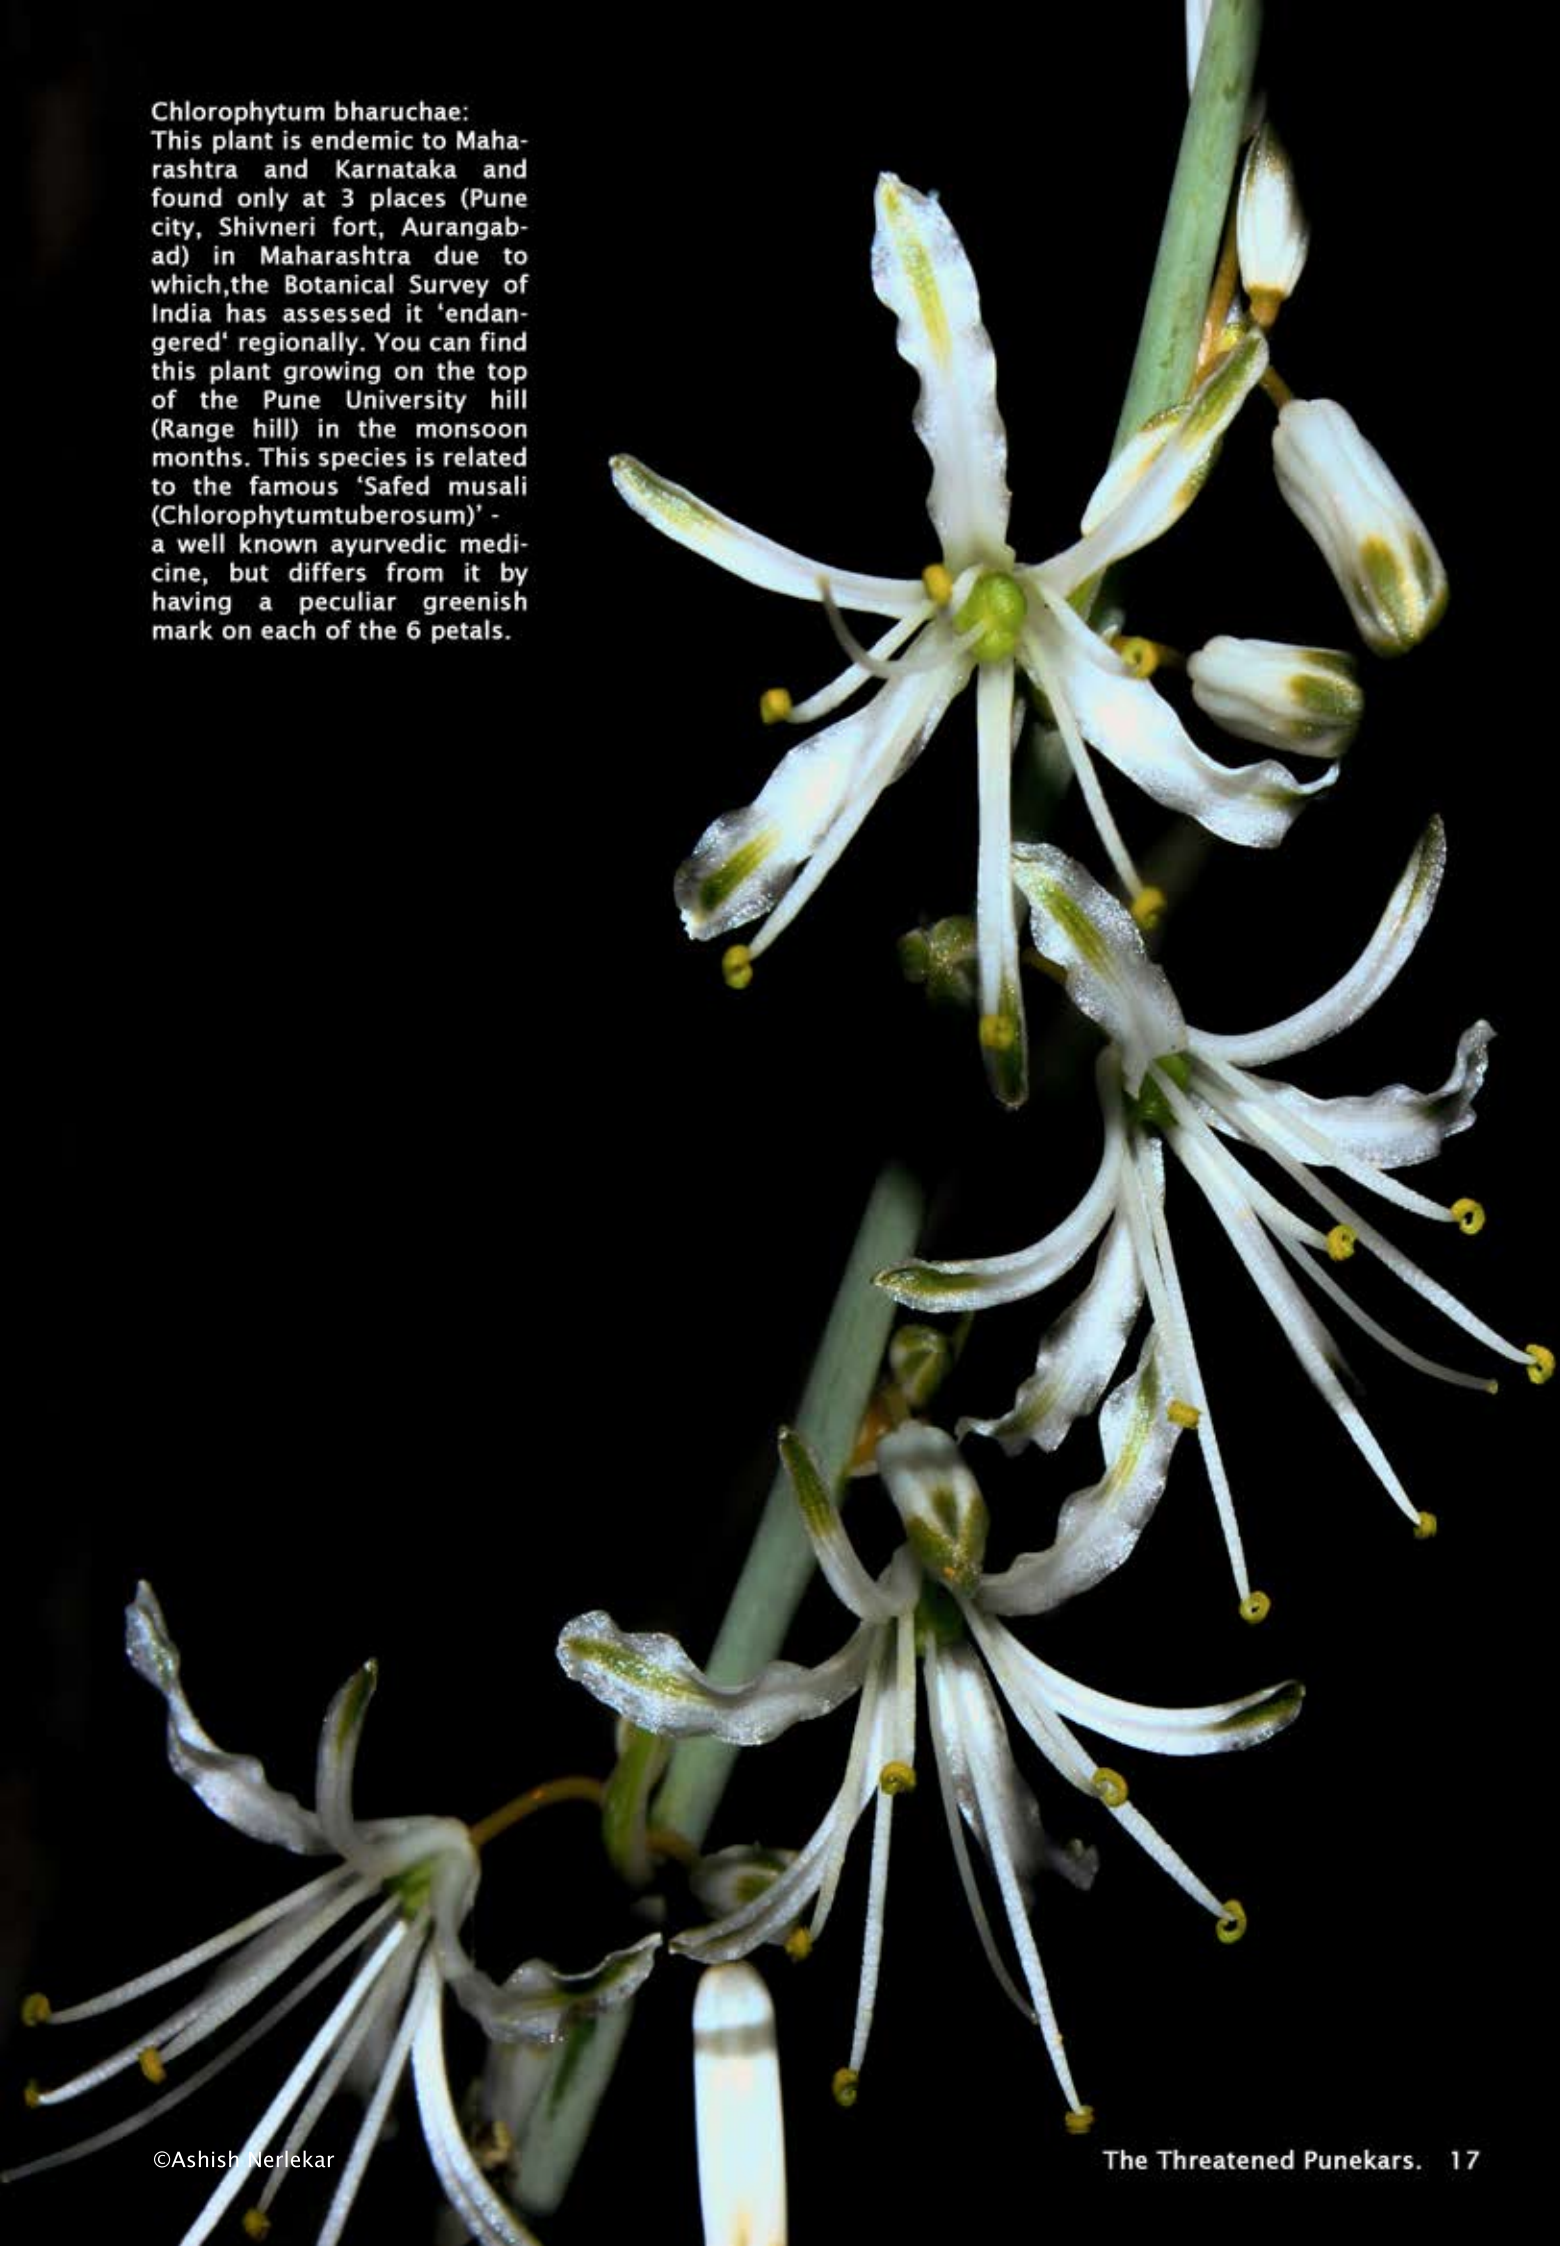 Chlorophytum bharuchae:
This plant is endemic to Maha-
rashtra and Karnataka and
found only at 3 places (Pune
city, Shivneri fort, Aurangab-
ad) in Maharashtra due to
which,the Botanical Survey of
India has assessed it ‘endan-
gered‘ regionally. You can find
this plant growing on the top
of the Pune University hill
(Range hill) in the monsoon
months. This species is related
to the famous ‘Safed musali
(Chlorophytumtuberosum)’ -
a well known ayurvedic medi-
cine, but differs from it by
having a peculiar greenish
mark on each of the 6 petals.
©Ashish Nerlekar
The Threatened Punekars. 17